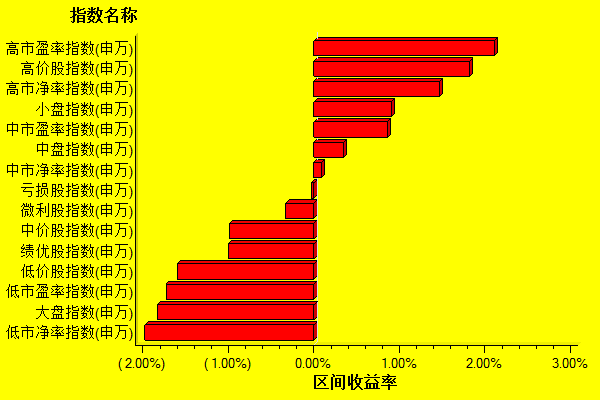 指数名称
高市盈率指数(申万)
高价股指数(申万)
高市净率指数(申万)
小盘指数(申万)
中市盈率指数(申万)
中盘指数(申万)
中市净率指数(申万)
亏损股指数(申万)
微利股指数(申万)
中价股指数(申万)
绩优股指数(申万)
低价股指数(申万)
低市盈率指数(申万)
大盘指数(申万)
低市净率指数(申万)
(2.00%) (1.00%) 0.00% 1.00% 2.00% 3.00%
区间收益率